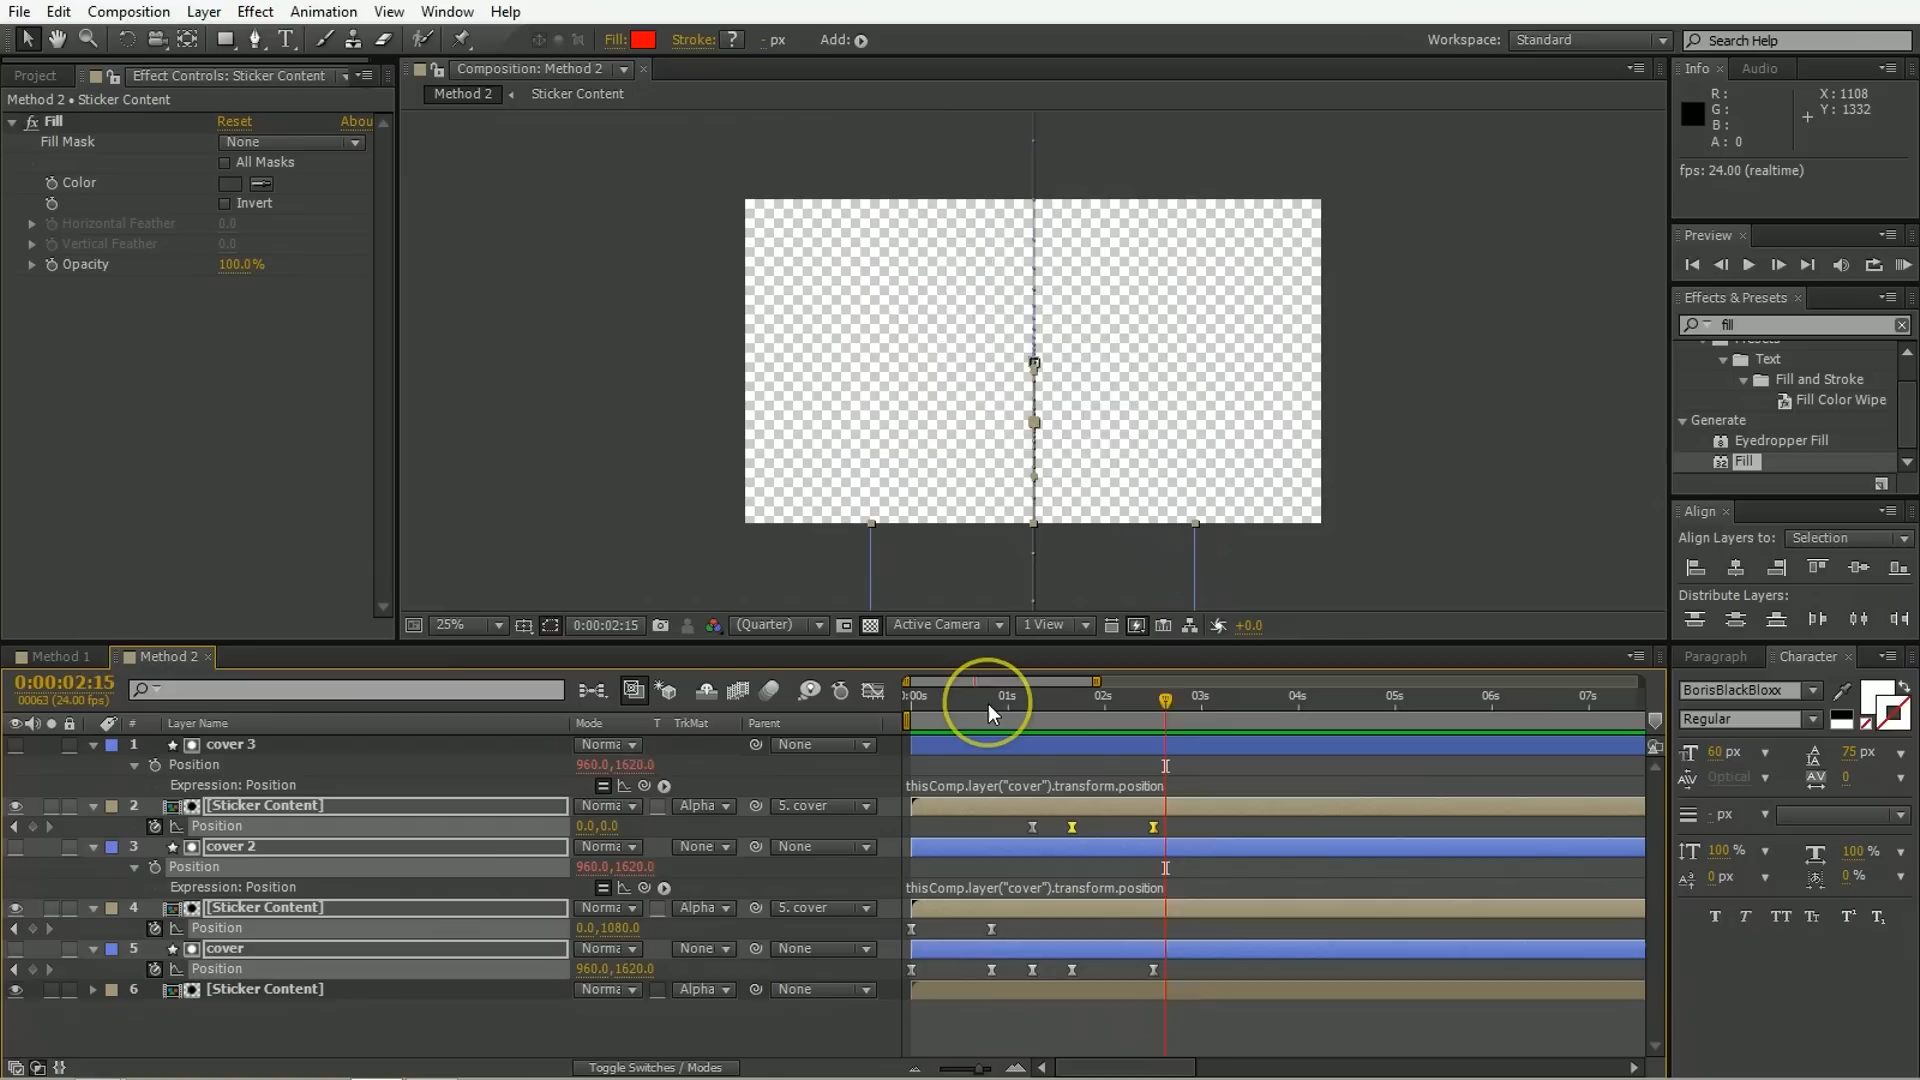 File Edit Composition Layer Effect Animation View Window Help
Fill: Stroke: ? - px Add:
Workspace: Standard Search Help
Project Effect Controls: Sticker Content
Composition: Method 2
Info Audio
Method 2 Sticker Content
Method 2 • Sticker Content
R: X : 1108
G: Y : 1332
B:
A: 0
fx Fill Reset Abou
Fill Mask None
All Masks
Color
Invert
Horizontal Feather 0.0
Vertical Feather 0.0
Opacity 100.0%
fps: 24.00 (realtime)
Preview
Effects & Presets
fill
Text
Fill and Stroke
Fill Color Wipe
Generate
Eyedropper Fill
Fill
Align
Align Layers to: Selection
Distribute Layers:
25% 0:00:02:15 (Quarter) Active Camera 1 View +0.0
Method 1 Method 2
Paragraph Character
0:00:02:15
00063 (24.00 fps)
0:00s 01s 02s 03s 04s 05s 06s 07s
BorisBlackBloxx
Regular
# Layer Name Mode T TrkMat Parent
1 cover 3 Norma None
Position 960.0,1620.0
Expression: Position thisComp.layer("cover").transform.position
2 [Sticker Content] Norma Alpha 5. cover
Position 0.0,0.0
3 cover 2 Norma None None
Position 960.0,1620.0
Expression: Position thisComp.layer("cover").transform.position
4 [Sticker Content] Norma Alpha 5. cover
Position 0.0,1080.0
5 cover Norma None None
Position 960.0,1620.0
6 [Sticker Content] Norma Alpha None
60 px 75 px
Optical 0
- px
100 % 100 %
0 px 0 %
T T TT Tt T¹ T₁
Toggle Switches / Modes